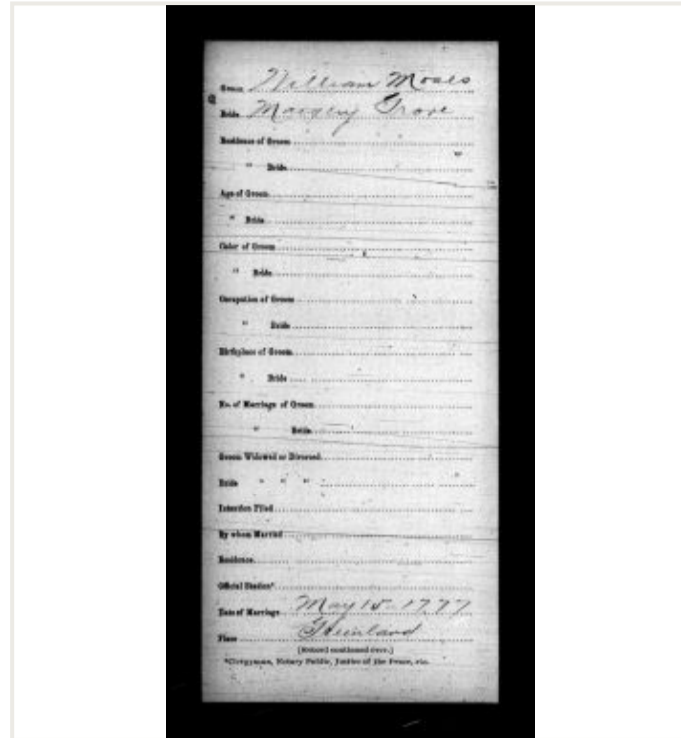 Groom William Moses
Bride Margery Grove
Residence of Groom
" Bride
Age of Groom
" Bride
Color of Groom
" Bride
Occupation of Groom
" Bride
Birthplace of Groom
" Bride
No. of Marriage of Groom
" Bride
Groom Widowed or Divorced
Bride " " "
Intention Filed
By whom Married
Residence
Official Station*
Date of Marriage May 15-1777
Place
[Record continued over.]
*Clergyman, Notary Public, Justice of the Peace, etc.